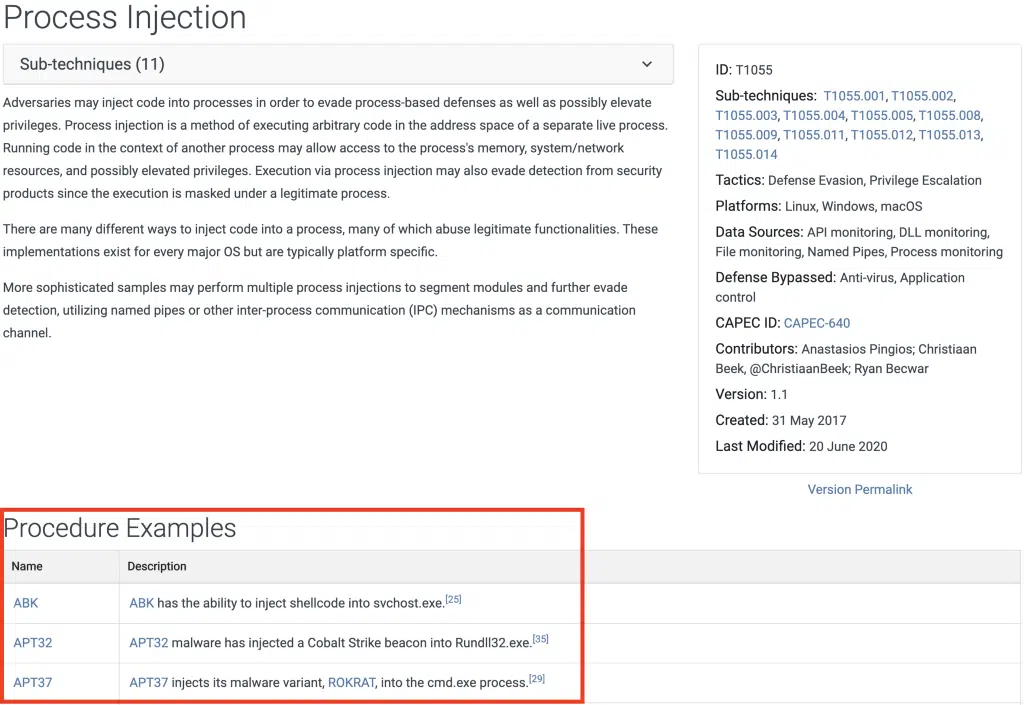 Process Injection
Sub-techniques (11)
Adversaries may inject code into processes in order to evade process-based defenses as well as possibly elevate
privileges. Process injection is a method of executing arbitrary code in the address space of a separate live process.
Running code in the context of another process may allow access to the process's memory, system/network
resources, and possibly elevated privileges. Execution via process injection may also evade detection from security
products since the execution is masked under a legitimate process.
There are many different ways to inject code into a process, many of which abuse legitimate functionalities. These
implementations exist for every major OS but are typically platform specific.
More sophisticated samples may perform multiple process injections to segment modules and further evade
detection, utilizing named pipes or other inter-process communication (IPC) mechanisms as a communication
channel.
ID: T1055
Sub-techniques: T1055.001, T1055.002,
T1055.003, T1055.004, T1055.005, T1055.008,
T1055.009, T1055.011, T1055.012, T1055.013,
T1055.014
Tactics: Defense Evasion, Privilege Escalation
Platforms: Linux, Windows, macOS
Data Sources: API monitoring, DLL monitoring,
File monitoring, Named Pipes, Process monitoring
Defense Bypassed: Anti-virus, Application
control
CAPEC ID: CAPEC-640
Contributors: Anastasios Pingios; Christiaan
Beek, @ChristiaanBeek; Ryan Becwar
Version: 1.1
Created: 31 May 2017
Last Modified: 20 June 2020
Version Permalink
Procedure Examples
Name Description
ABK ABK has the ability to inject shellcode into svchost.exe.[25]
APT32 APT32 malware has injected a Cobalt Strike beacon into Rundll32.exe.[35]
APT37 APT37 injects its malware variant, ROKRAT, into the cmd.exe process.[29]